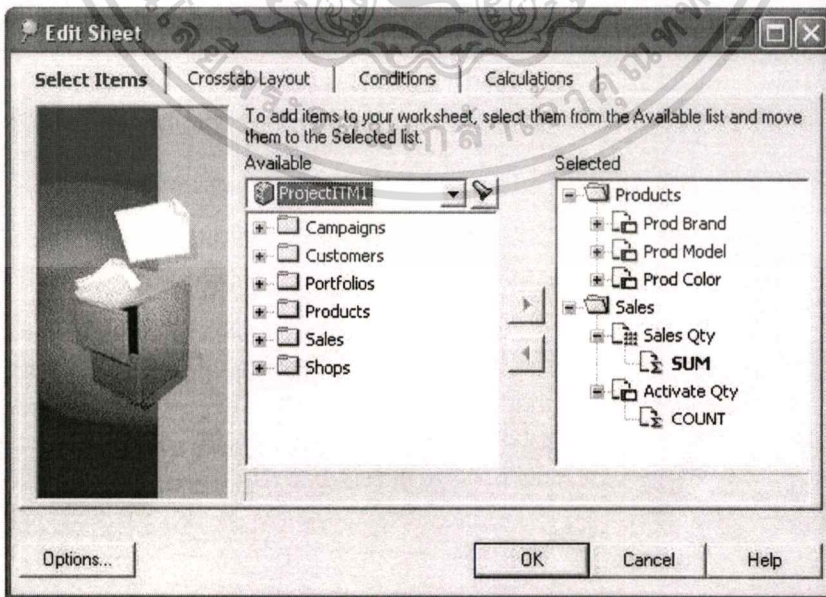 Edit Sheet
Select Items
Crosstab Layout
Conditions
Calculations
To add items to your worksheet, select them from the Available list and move
them to the Selected list.
Available
Selected
ProjectITM1
Campaigns
Customers
Portfolios
Products
Sales
Shops
Products
Prod Brand
Prod Model
Prod Color
Sales
Sales Qty
SUM
Activate Qty
COUNT
Options...
OK
Cancel
Help